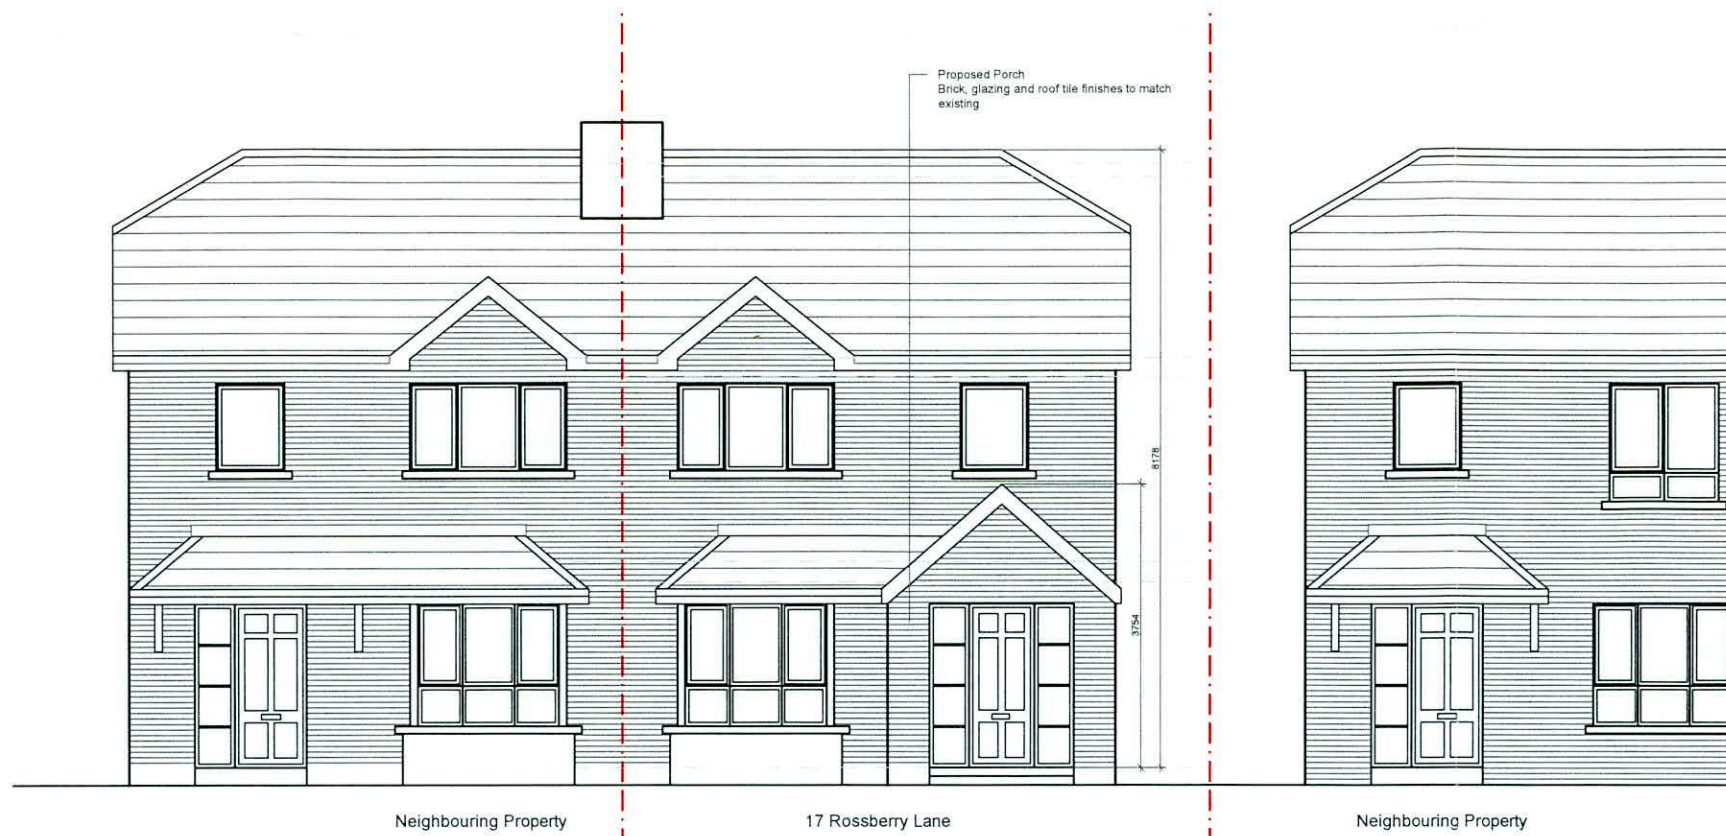 Proposed Porch
Brick, glazing and roof tile finishes to match
existing
8178
3754
Neighbouring Property
17 Rossberry Lane
Neighbouring Property